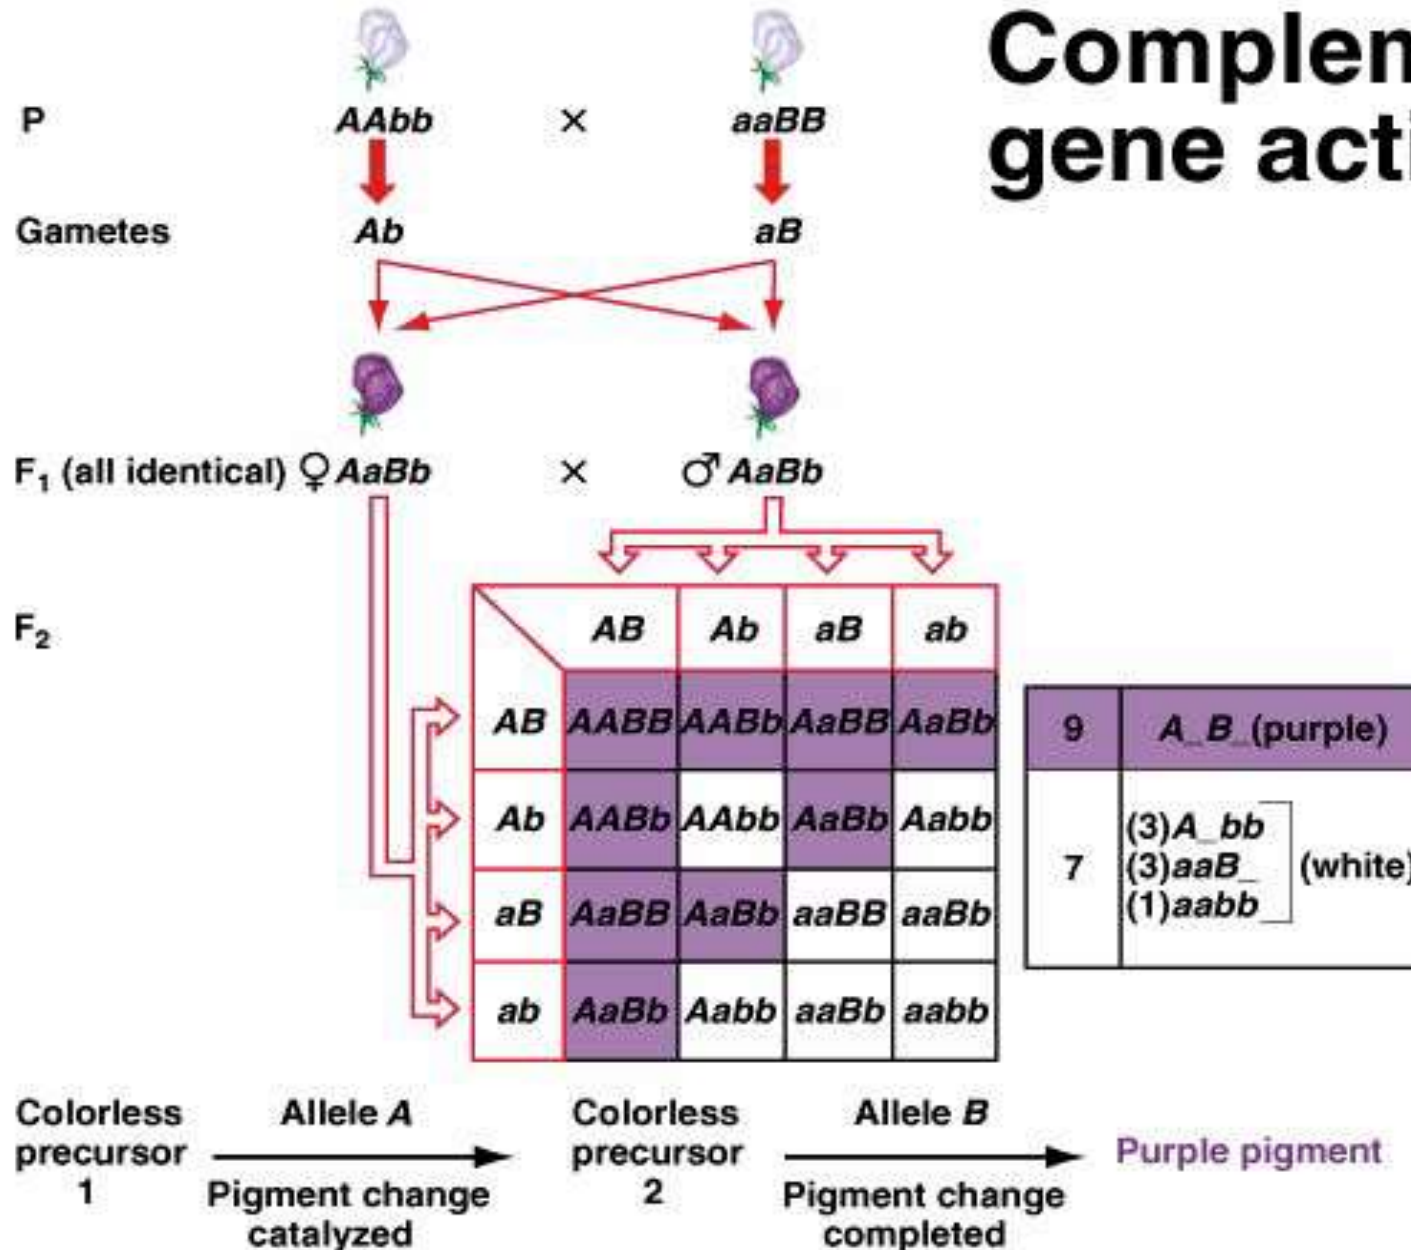 Complem
gene acti
P AAbb × aaBB
Gametes Ab aB
F₁ (all identical) ♀ AaBb × ♂ AaBb
F₂
AB Ab aB ab
AB AABB AABb AaBB AaBb
Ab AABb AAbb AaBb Aabb
aB AaBB AaBb aaBB aaBb
ab AaBb Aabb aaBb aabb
9 A_B_(purple)
7
(3)A_bb
(3)aaB_ (white)
(1)aabb
Colorless
precursor
1
Allele A
Pigment change
catalyzed
Colorless
precursor
2
Allele B
Pigment change
completed
Purple pigment